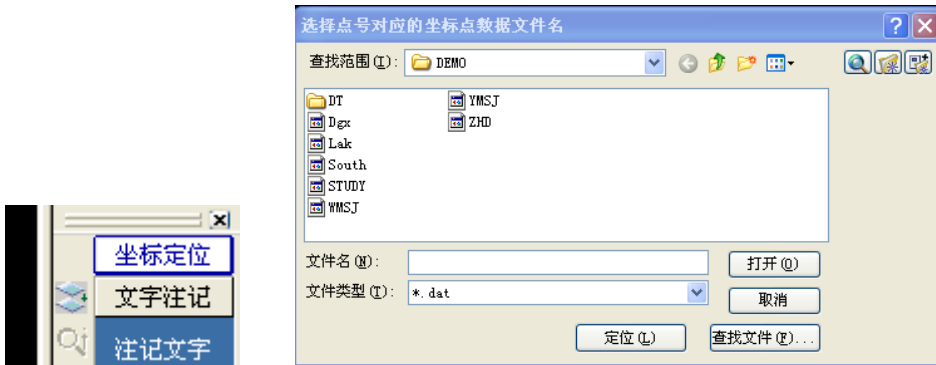 选择点号对应的坐标点数据文件名
查找范围(I): DEMO
DT YMSJ
Dgx ZHD
Lak
South
STUDY
WMSJ
文件名(N): 打开(O)
文件类型(T): *.dat 取消
定位(L) 查找文件(F)...
坐标定位
文字注记
注记文字